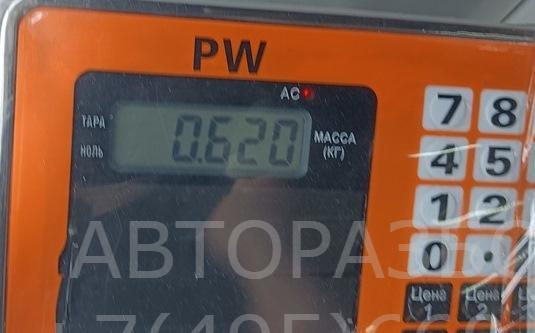 PW
AC
ТАРА
НОЛЬ
0.620
МАССА
(КГ)
7 8
4 5
1 2
0 .
Цена 1
Цена 2
АВТОРАЗБО